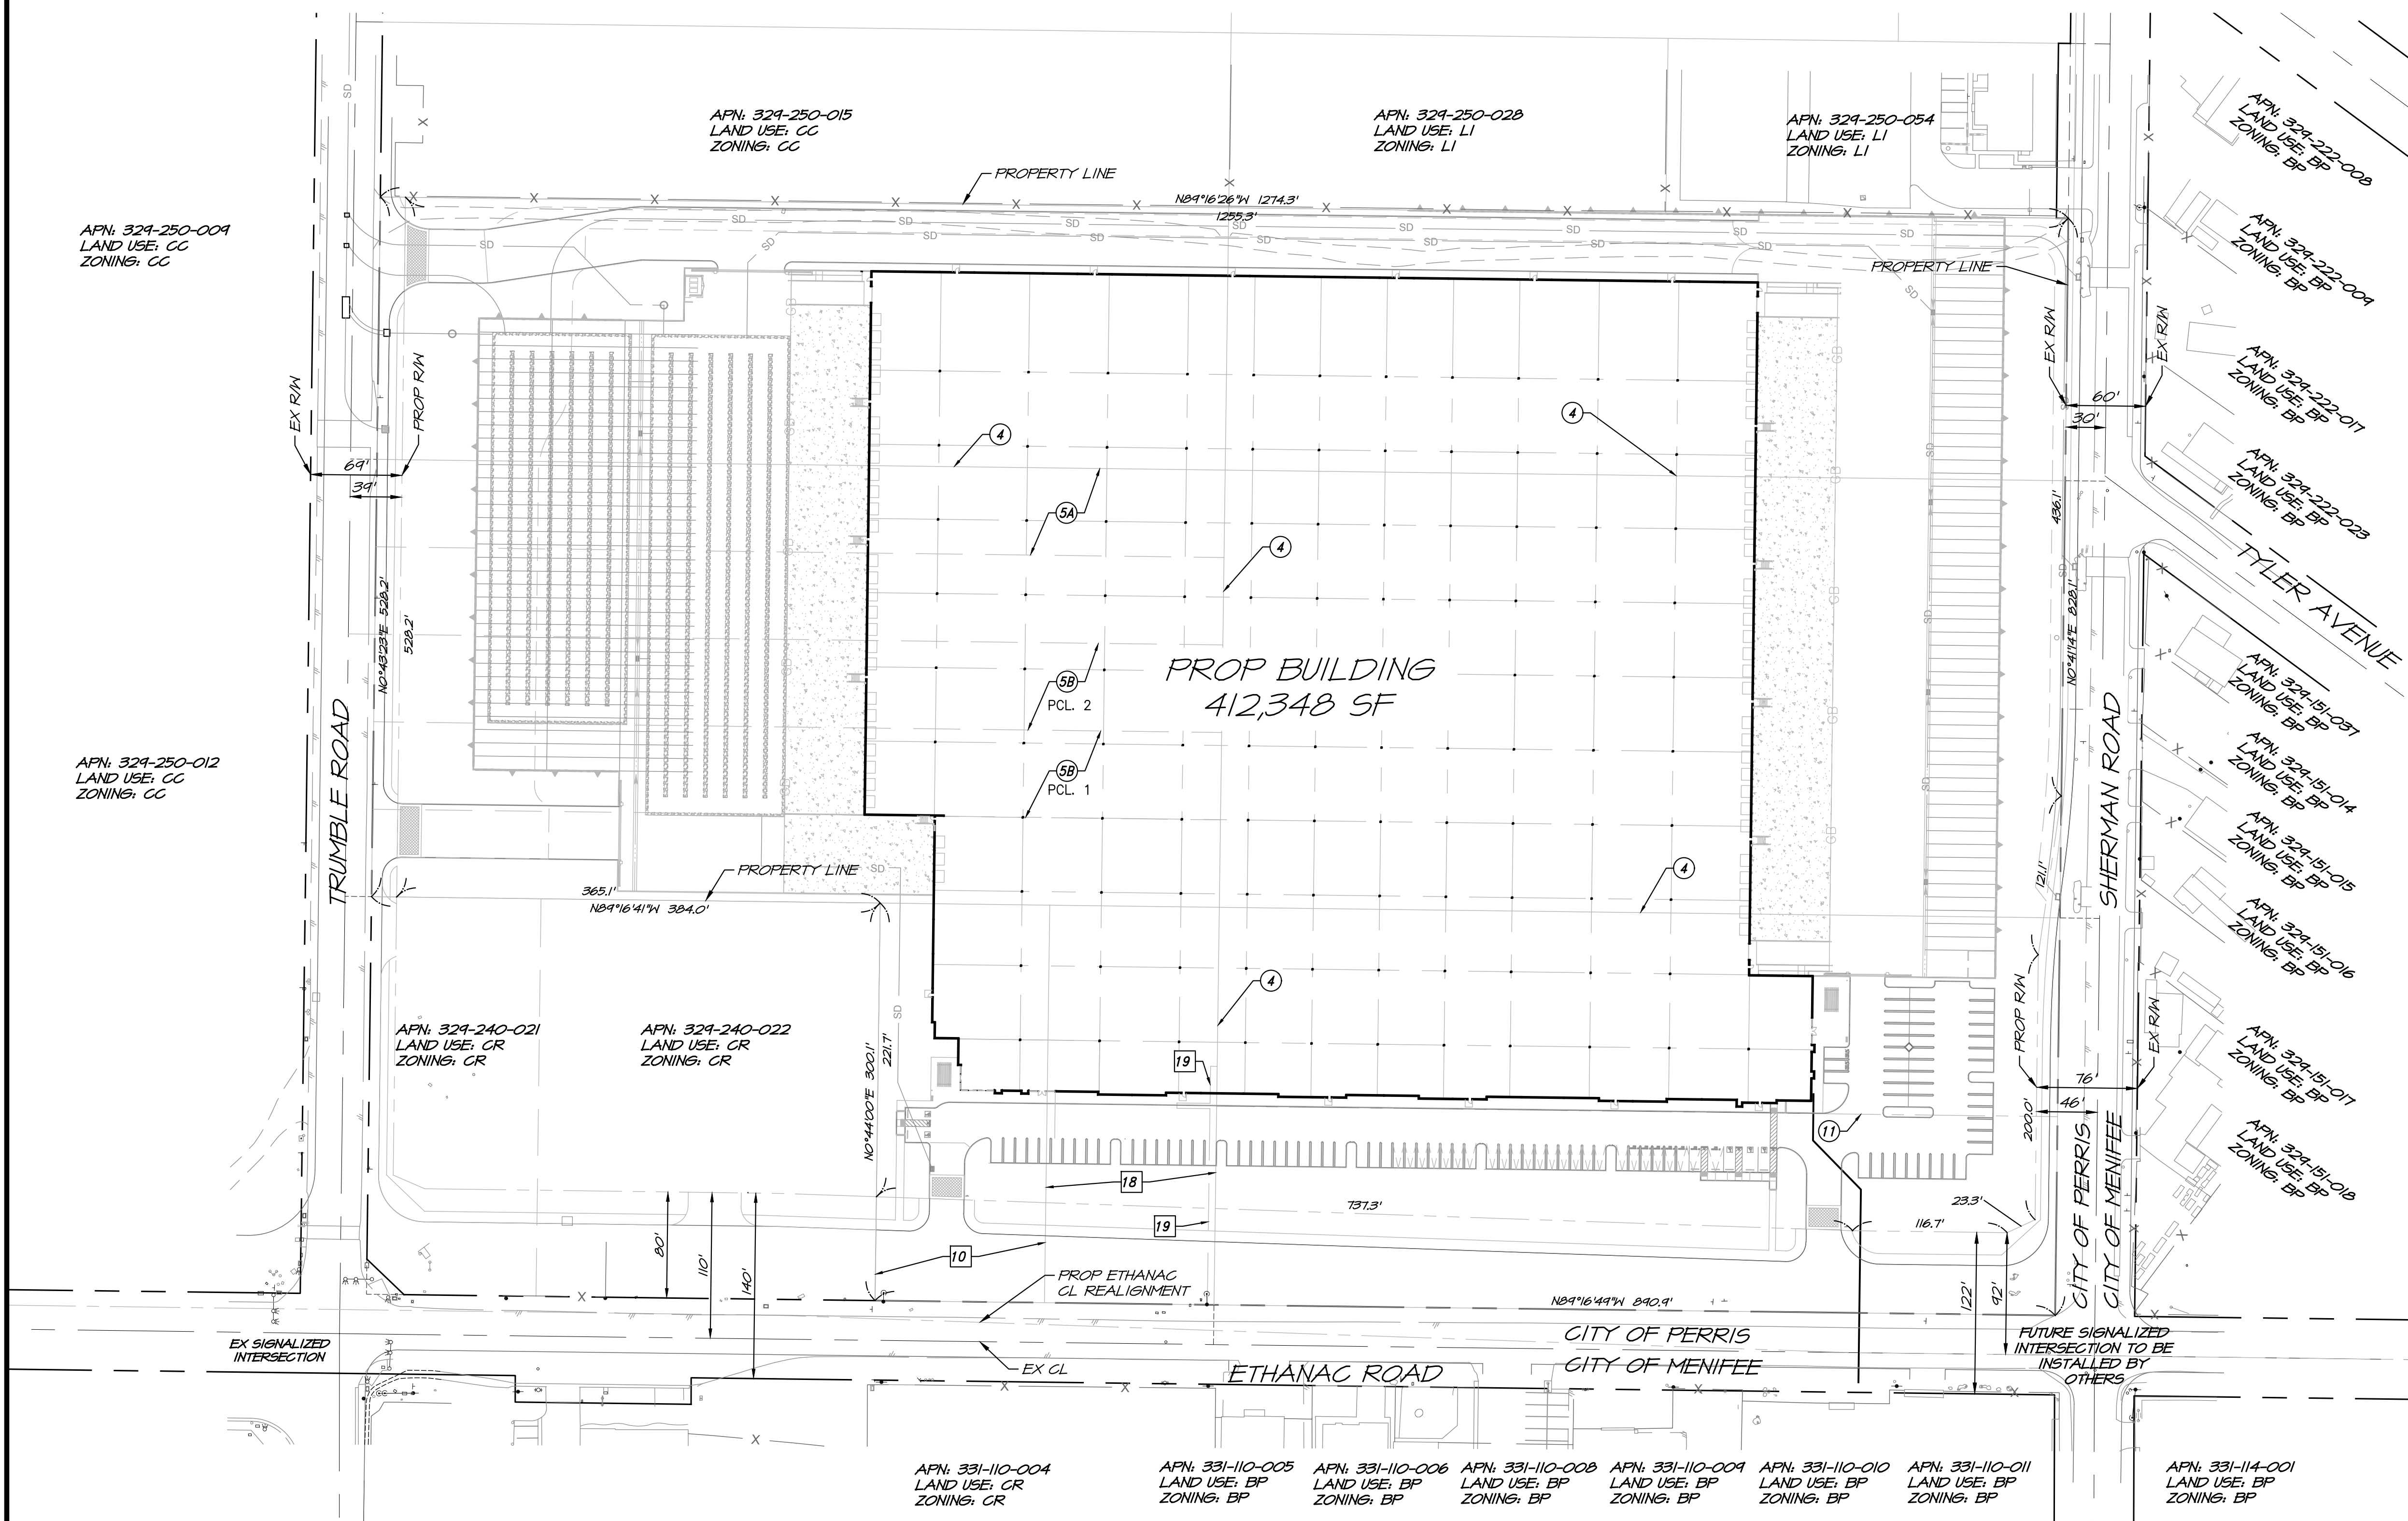 APN: 329-250-015
LAND USE: CC
ZONING: CC
APN: 329-250-028
LAND USE: LI
ZONING: LI
APN: 329-250-054
LAND USE: LI
ZONING: LI
APN: 329-222-008
LAND USE: BP
ZONING: BP
APN: 329-250-009
LAND USE: CC
ZONING: CC
PROPERTY LINE
N89°16'26"W 1274.3'
1255.3'
PROPERTY LINE
APN: 329-222-009
LAND USE: BP
ZONING: BP
EX R/W
PROP R/W
EX R/W
EX R/W
APN: 329-222-017
LAND USE: BP
ZONING: BP
60'
30'
69'
39'
4
4
5A
4
APN: 329-222-023
LAND USE: BP
ZONING: BP
436.1'
TYLER AVENUE
N0°43'23"E 528.2'
528.2'
N0°41'14"E 828.1'
PROP BUILDING
412,348 SF
5B
PCL. 2
5B
PCL. 1
APN: 329-151-037
LAND USE: BP
ZONING: BP
APN: 329-250-012
LAND USE: CC
ZONING: CC
TRUMBLE ROAD
SHERMAN ROAD
APN: 329-151-014
LAND USE: BP
ZONING: BP
APN: 329-151-015
LAND USE: BP
ZONING: BP
PROPERTY LINE
365.1'
N89°16'41"W 384.0'
4
121.1'
APN: 329-151-016
LAND USE: BP
ZONING: BP
4
APN: 329-240-021
LAND USE: CR
ZONING: CR
APN: 329-240-022
LAND USE: CR
ZONING: CR
N0°44'00"E 300.1'
221.7'
19
PROP R/W
EX R/W
76'
46'
200.0'
APN: 329-151-017
LAND USE: BP
ZONING: BP
11
18
19
10
737.3'
116.7'
23.3'
CITY OF PERRIS
CITY OF MENIFEE
APN: 329-151-018
LAND USE: BP
ZONING: BP
80'
110'
140'
122'
92'
PROP ETHANAC
CL REALIGNMENT
N89°16'49"W 890.9'
EX SIGNALIZED
INTERSECTION
EX CL
ETHANAC ROAD
CITY OF PERRIS
CITY OF MENIFEE
FUTURE SIGNALIZED
INTERSECTION TO BE
INSTALLED BY
OTHERS
APN: 331-110-004
LAND USE: CR
ZONING: CR
APN: 331-110-005
LAND USE: BP
ZONING: BP
APN: 331-110-006
LAND USE: BP
ZONING: BP
APN: 331-110-008
LAND USE: BP
ZONING: BP
APN: 331-110-009
LAND USE: BP
ZONING: BP
APN: 331-110-010
LAND USE: BP
ZONING: BP
APN: 331-110-011
LAND USE: BP
ZONING: BP
APN: 331-114-001
LAND USE: BP
ZONING: BP